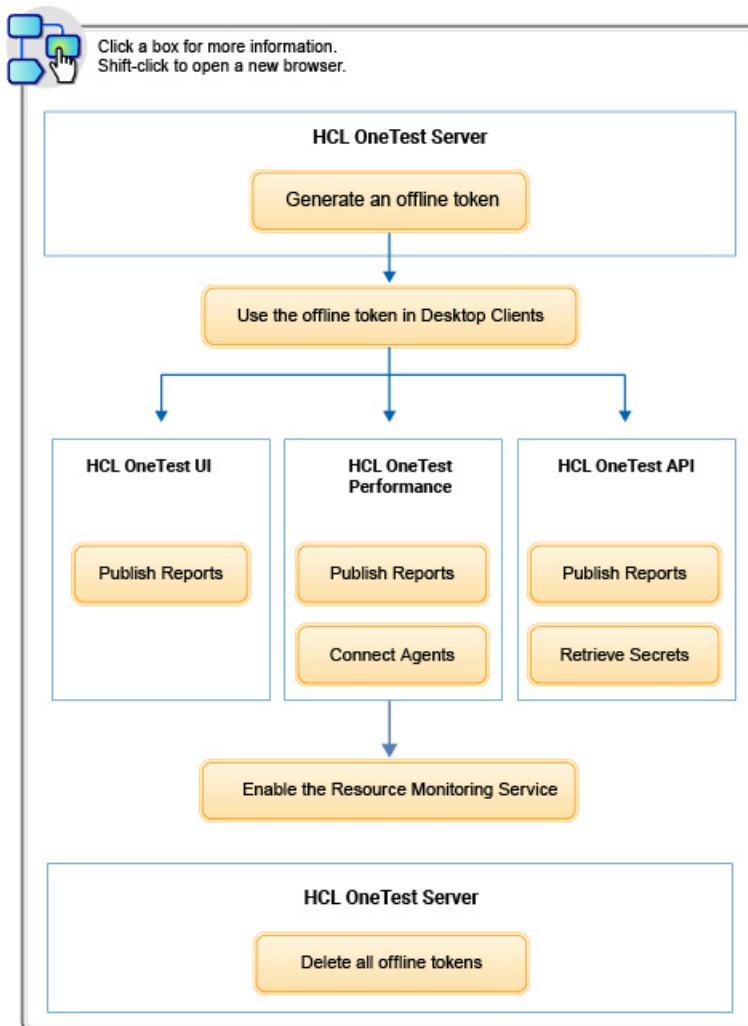 Click a box for more information.
Shift-click to open a new browser.
HCL OneTest Server
Generate an offline token
Use the offline token in Desktop Clients
HCL OneTest UI
Publish Reports
HCL OneTest
Performance
Publish Reports
Connect Agents
HCL OneTest API
Publish Reports
Retrieve Secrets
Enable the Resource Monitoring Service
HCL OneTest Server
Delete all offline tokens